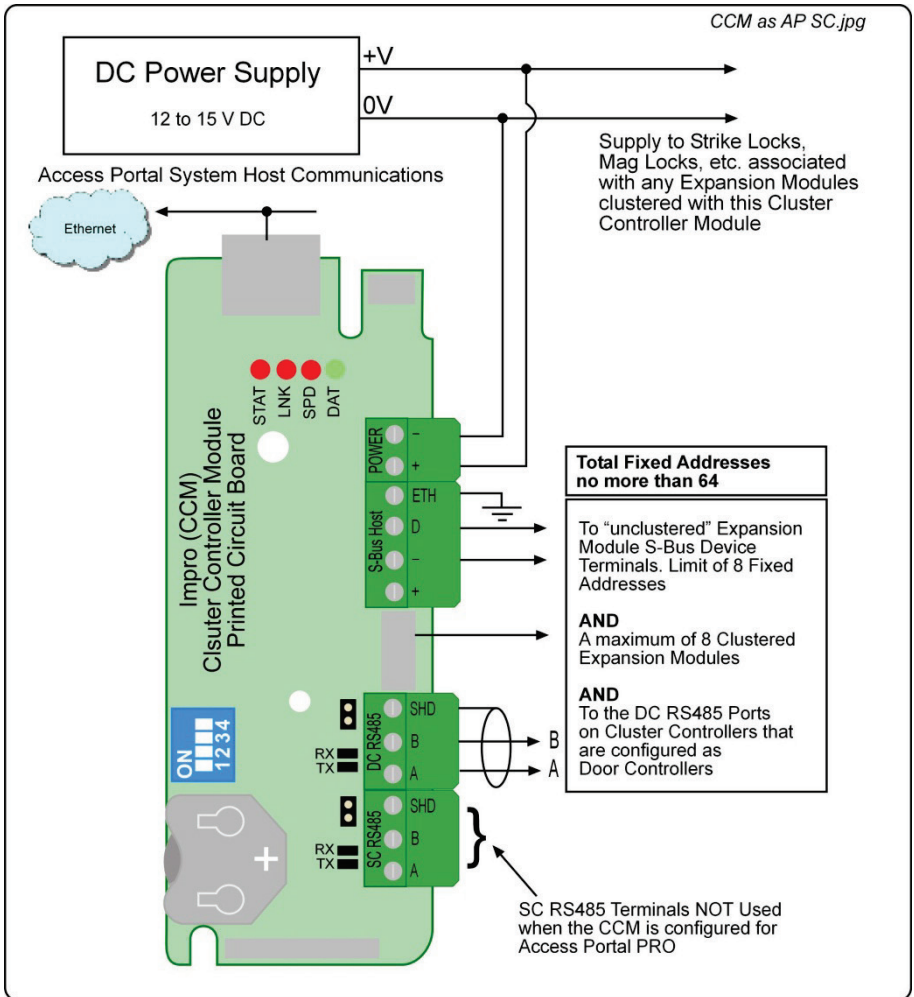 CCM as AP SC.jpg
DC Power Supply
12 to 15 V DC
+V
0V
Supply to Strike Locks,
Mag Locks, etc. associated
with any Expansion Modules
clustered with this Cluster
Controller Module
Access Portal System Host Communications
Ethernet
STAT
LNK
SPD
DAT
Impro (CCM)
Clsuter Controller Module
Printed Circuit Board
POWER
−
+
S-Bus Host
ETH
D
−
+
Total Fixed Addresses
no more than 64
To “unclustered” Expansion
Module S-Bus Device
Terminals. Limit of 8 Fixed
Addresses
AND
A maximum of 8 Clustered
Expansion Modules
AND
To the DC RS485 Ports
on Cluster Controllers that
are configured as
Door Controllers
DC RS485
SHD
B
A
RX
TX
B
A
ON
1 2 3 4
SC RS485
SHD
B
A
RX
TX
+
SC RS485 Terminals NOT Used
when the CCM is configured for
Access Portal PRO